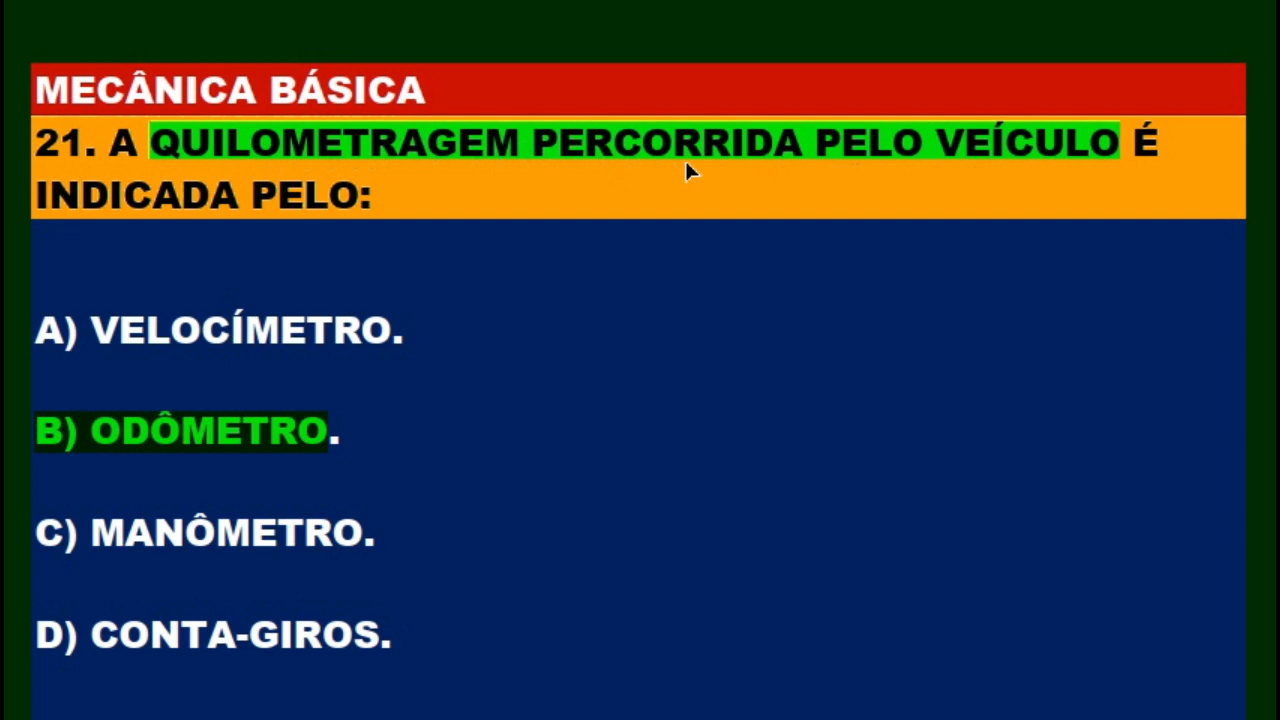 MECÂNICA BÁSICA
21. A QUILOMETRAGEM PERCORRIDA PELO VEÍCULO É
INDICADA PELO:
A) VELOCÍMETRO.
B) ODÔMETRO.
C) MANÔMETRO.
D) CONTA-GIROS.